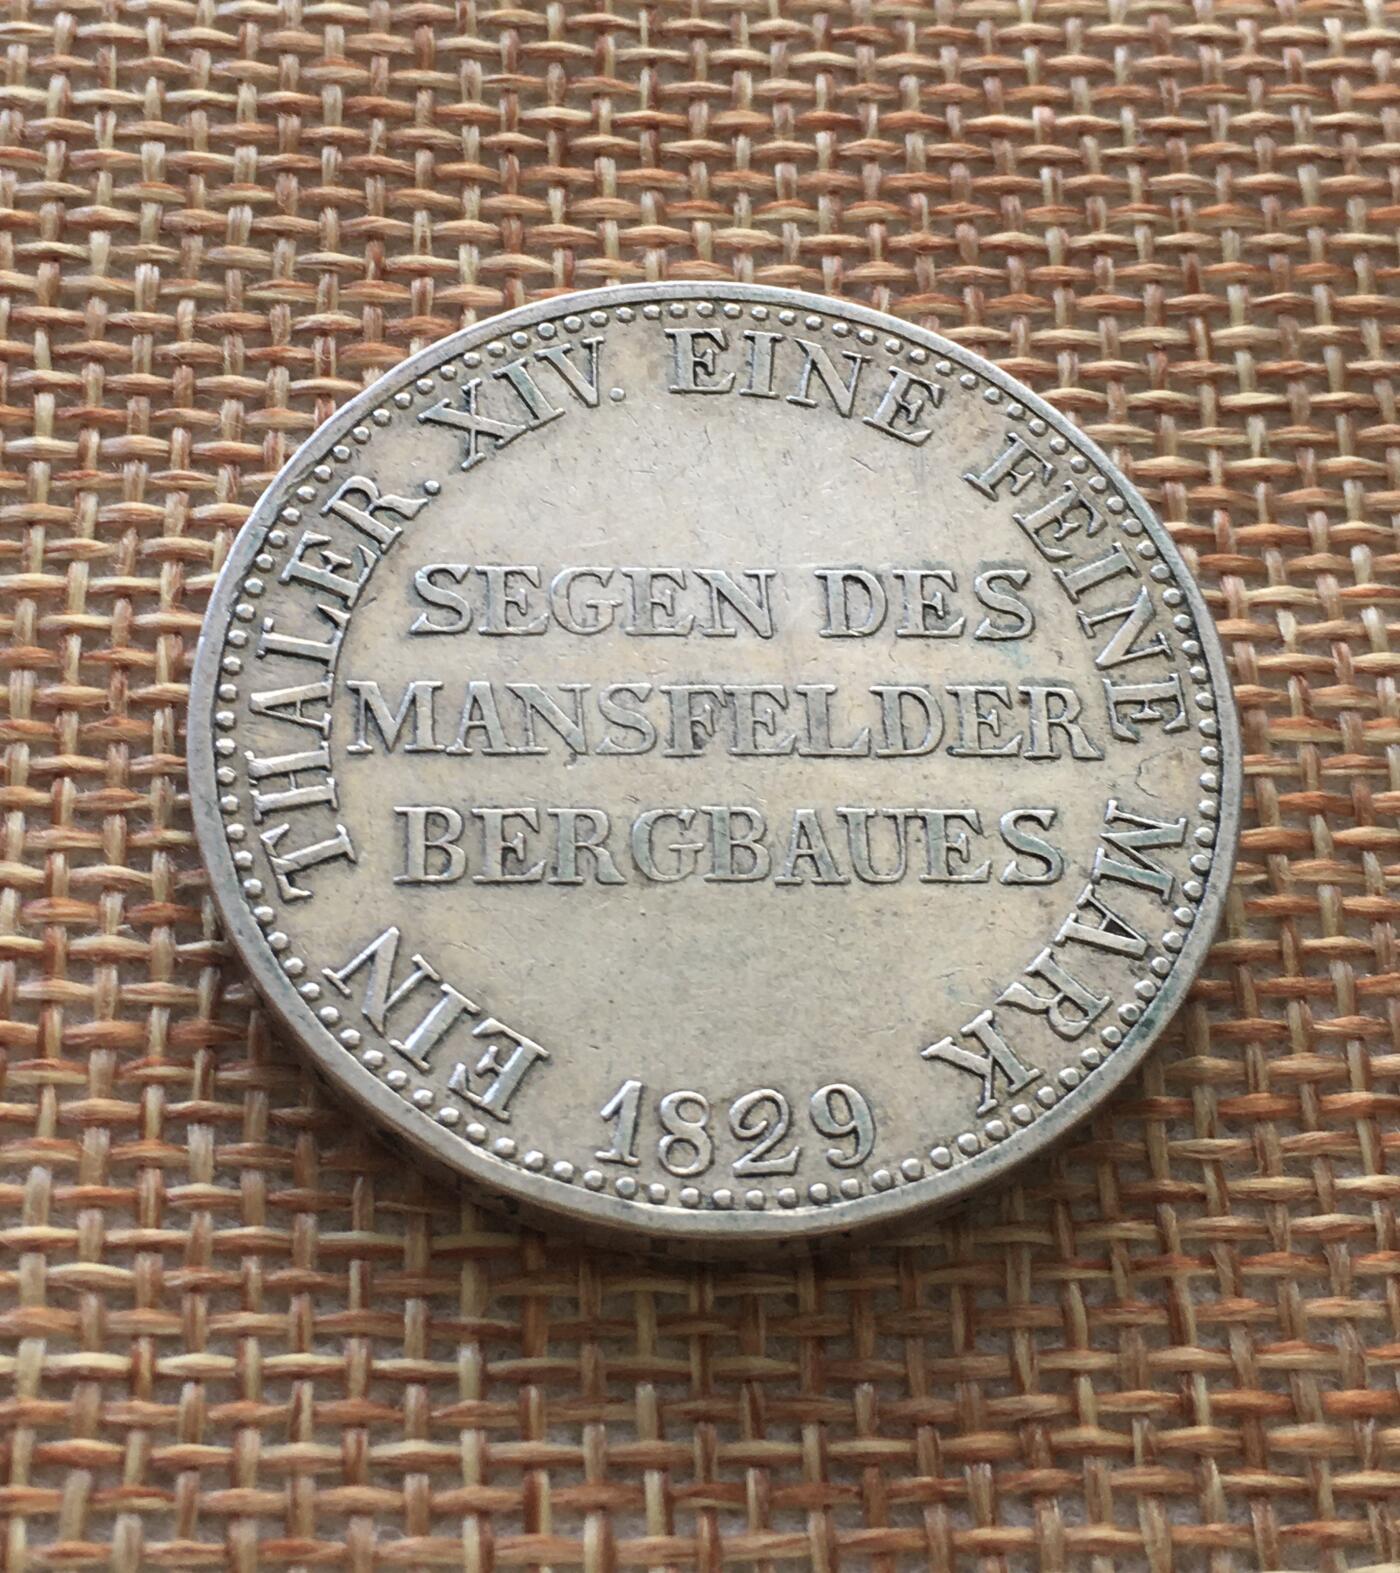 EIN THALER. XIV. EINE FEINE MARK
SEGEN DES
MANSFELDER
BERGBAUES
1829